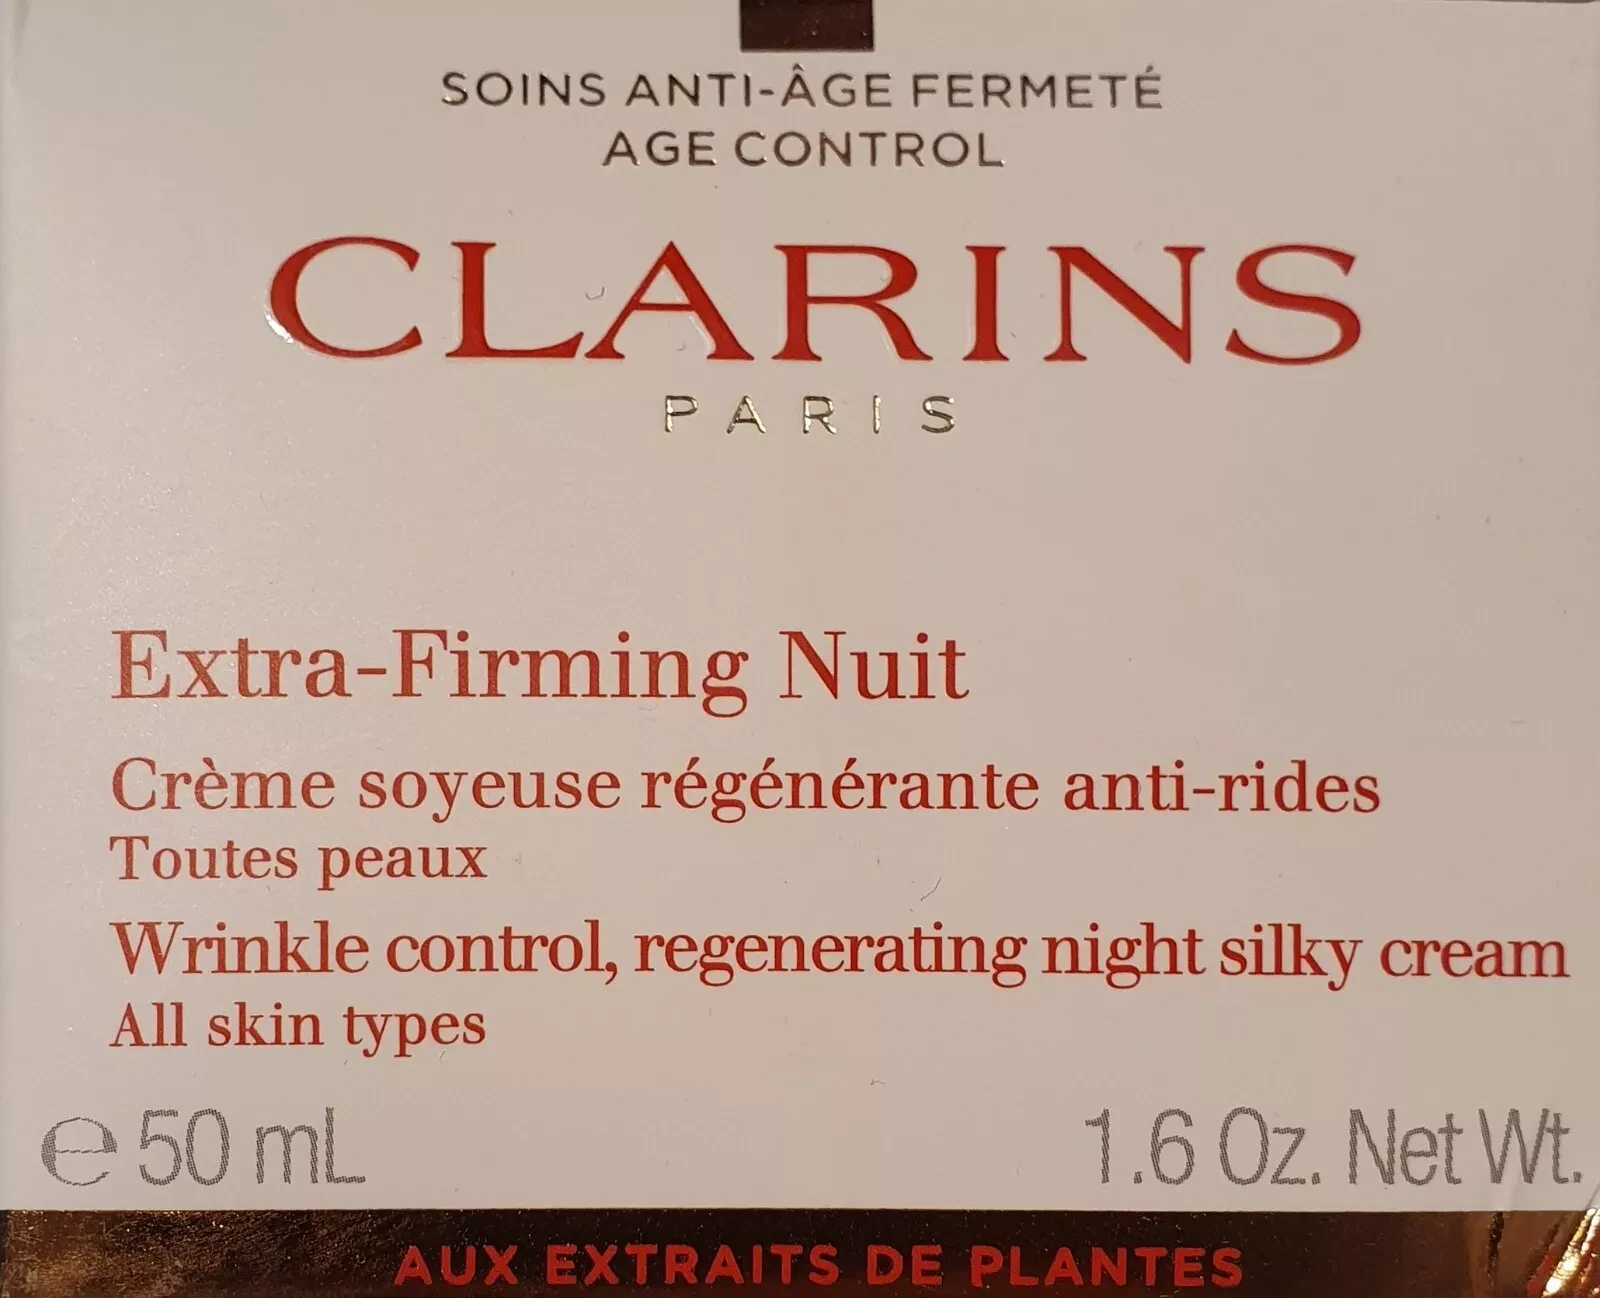 SOINS ANTI-ÂGE FERMETÉ
AGE CONTROL
CLARINS
PARIS
Extra-Firming Nuit
Crème soyeuse régénérante anti-rides
Toutes peaux
Wrinkle control, regenerating night silky cream
All skin types
℮ 50 mL 1.6 Oz. Net Wt.
AUX EXTRAITS DE PLANTES